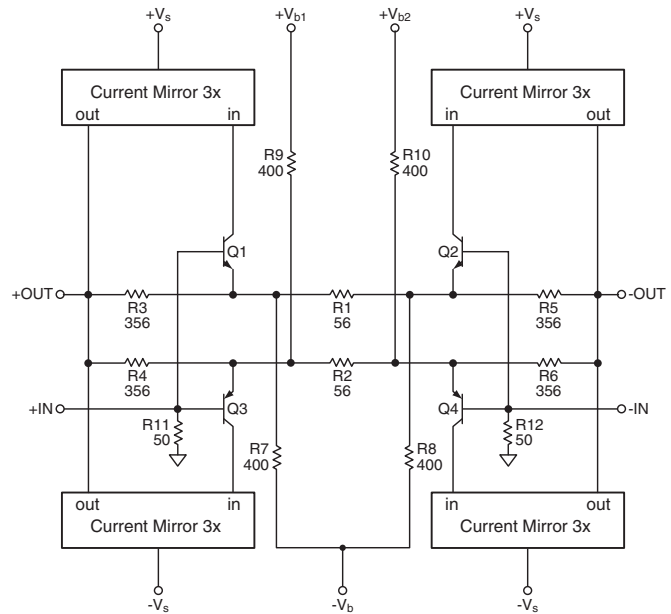 +Vs +Vb1 +Vb2 +Vs
Current Mirror 3x Current Mirror 3x
out in in out
R9 R10
400 400
Q1 Q2
+OUT -OUT
R3 R1 R5
356 56 356
R4 R2 R6
356 56 356
+IN Q3 Q4 -IN
R11 R12
50 50
R7 R8
400 400
out in in out
Current Mirror 3x Current Mirror 3x
-Vs -Vb -Vs